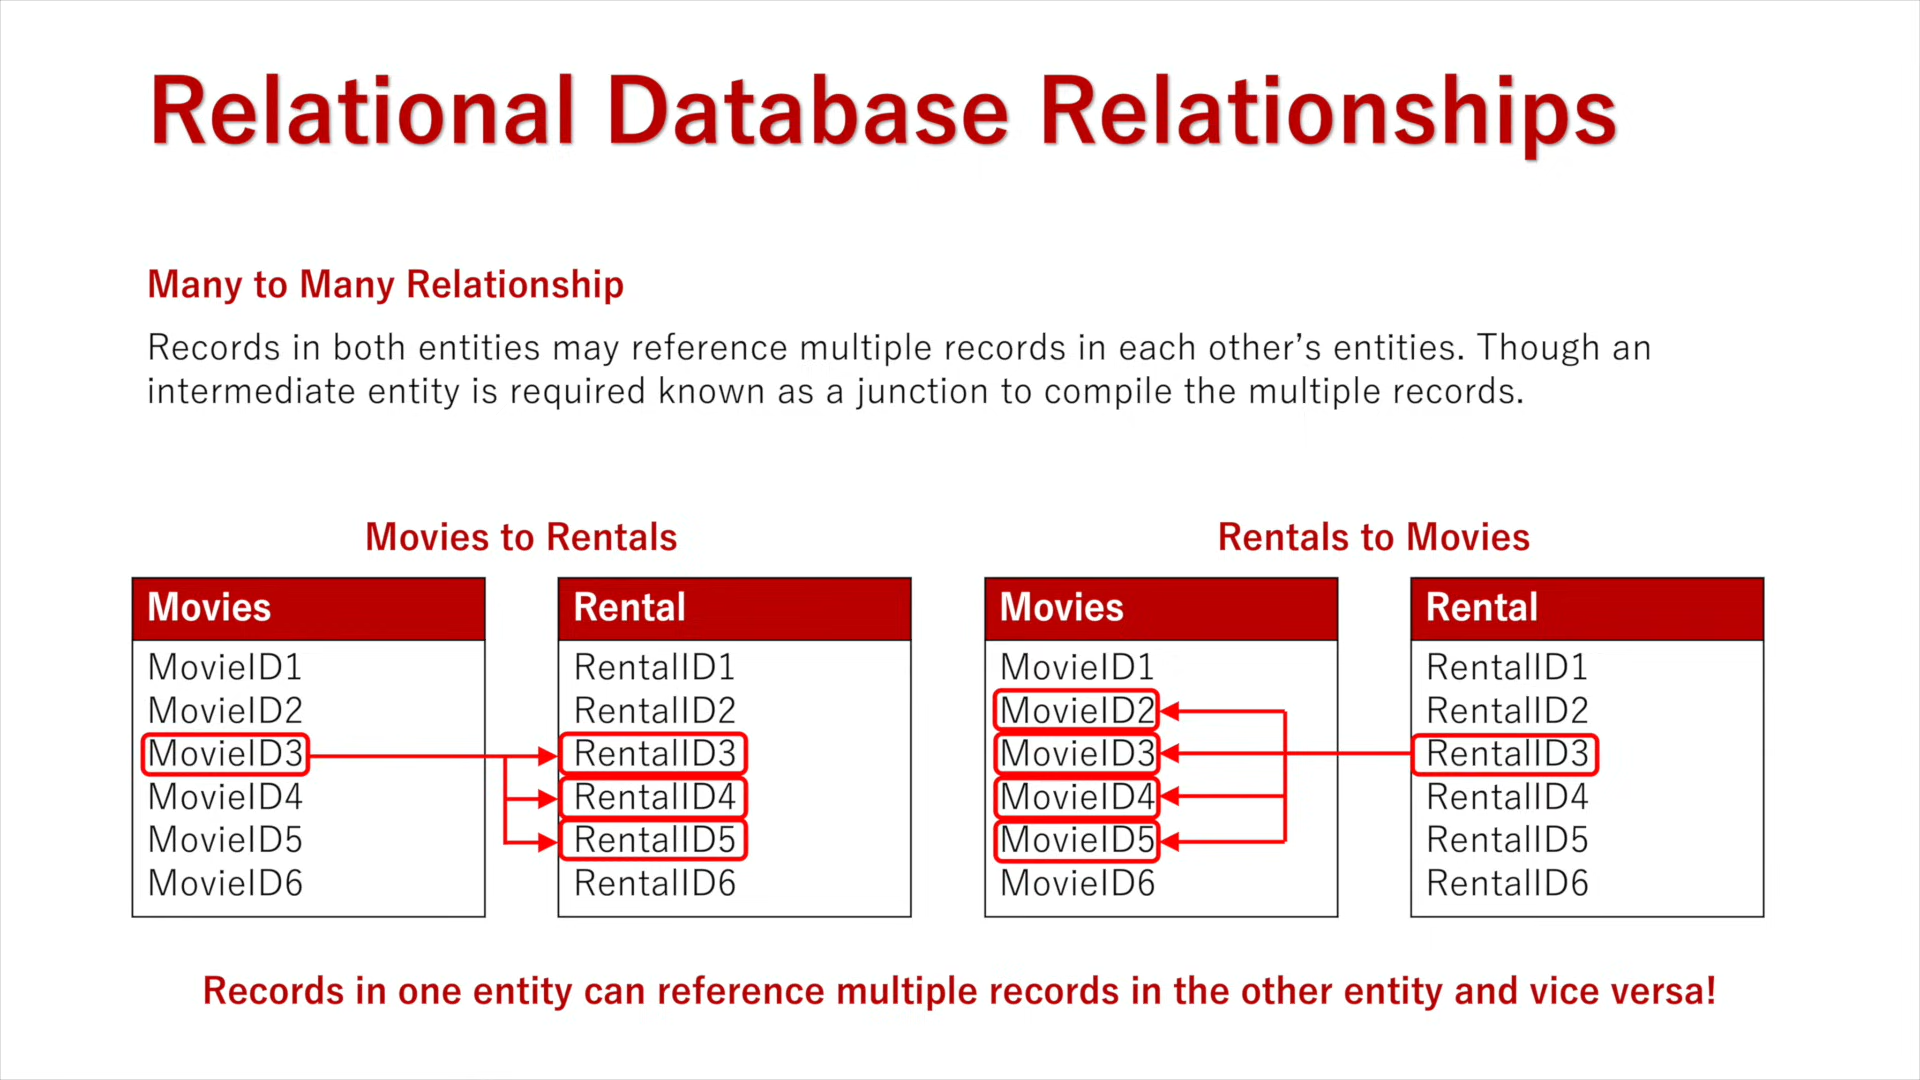 Relational Database Relationships
Many to Many Relationship
Records in both entities may reference multiple records in each other’s entities. Though an
intermediate entity is required known as a junction to compile the multiple records.
Movies to Rentals
Movies
MovieID1
MovieID2
MovieID3
MovieID4
MovieID5
MovieID6
Rental
RentalID1
RentalID2
RentalID3
RentalID4
RentalID5
RentalID6
Rentals to Movies
Movies
MovieID1
MovieID2
MovieID3
MovieID4
MovieID5
MovieID6
Rental
RentalID1
RentalID2
RentalID3
RentalID4
RentalID5
RentalID6
Records in one entity can reference multiple records in the other entity and vice versa!